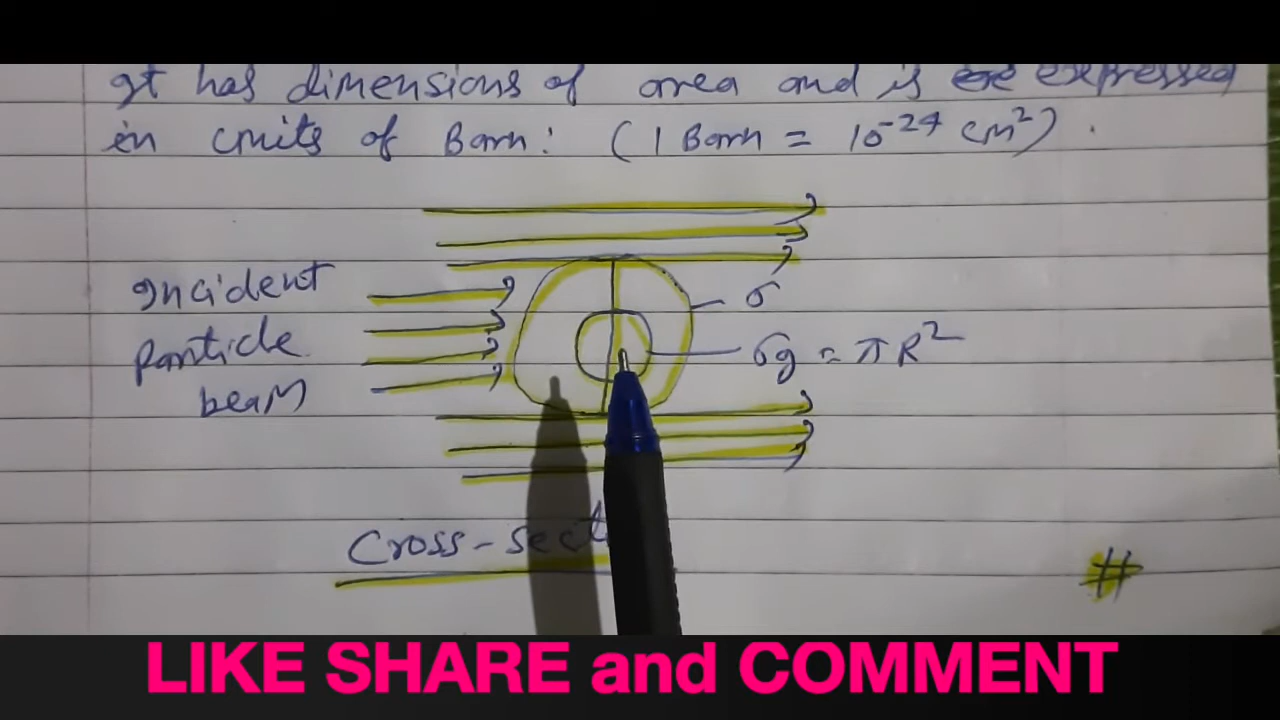 It has dimensions of area and is expressed
in units of Barn: (1 Barn = 10⁻²⁴ cm²).
Incident
Particle
beam
σ
σg = πR²
Cross-sect
#
LIKE SHARE and COMMENT